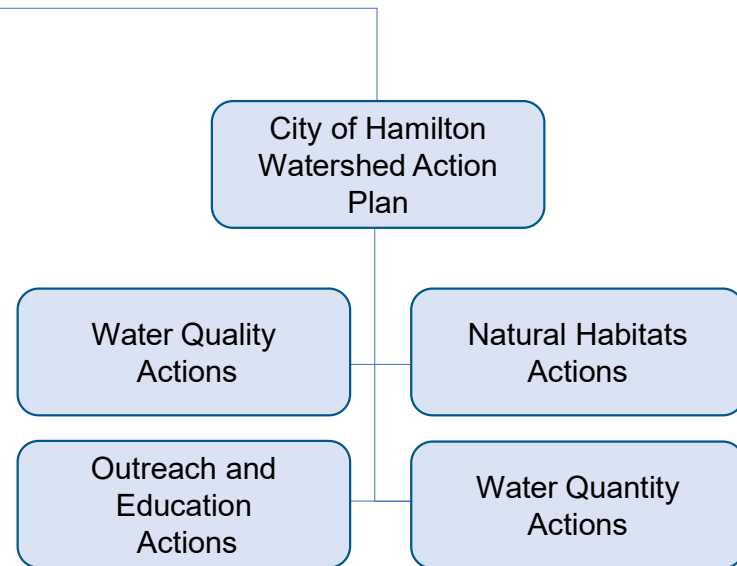 City of Hamilton
Watershed Action
Plan
Water Quality
Actions
Natural Habitats
Actions
Outreach and
Education
Actions
Water Quantity
Actions